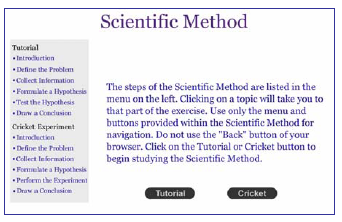 Scientific Method
Tutorial
• Introduction
• Define the Problem
• Collect Information
• Formulate a Hypothesis
• Test the Hypothesis
• Draw a Conclusion
Cricket Experiment
• Introduction
• Define the Problem
• Collect Information
• Formulate a Hypothesis
• Perform the Experiment
• Draw a Conclusion
The steps of the Scientific Method are listed in the
menu on the left. Clicking on a topic will take you to
that part of the exercise. Use only the menu and
buttons provided within the Scientific Method for
navigation. Do not use the "Back" button of your
browser. Click on the Tutorial or Cricket button to
begin studying the Scientific Method.
Tutorial
Cricket